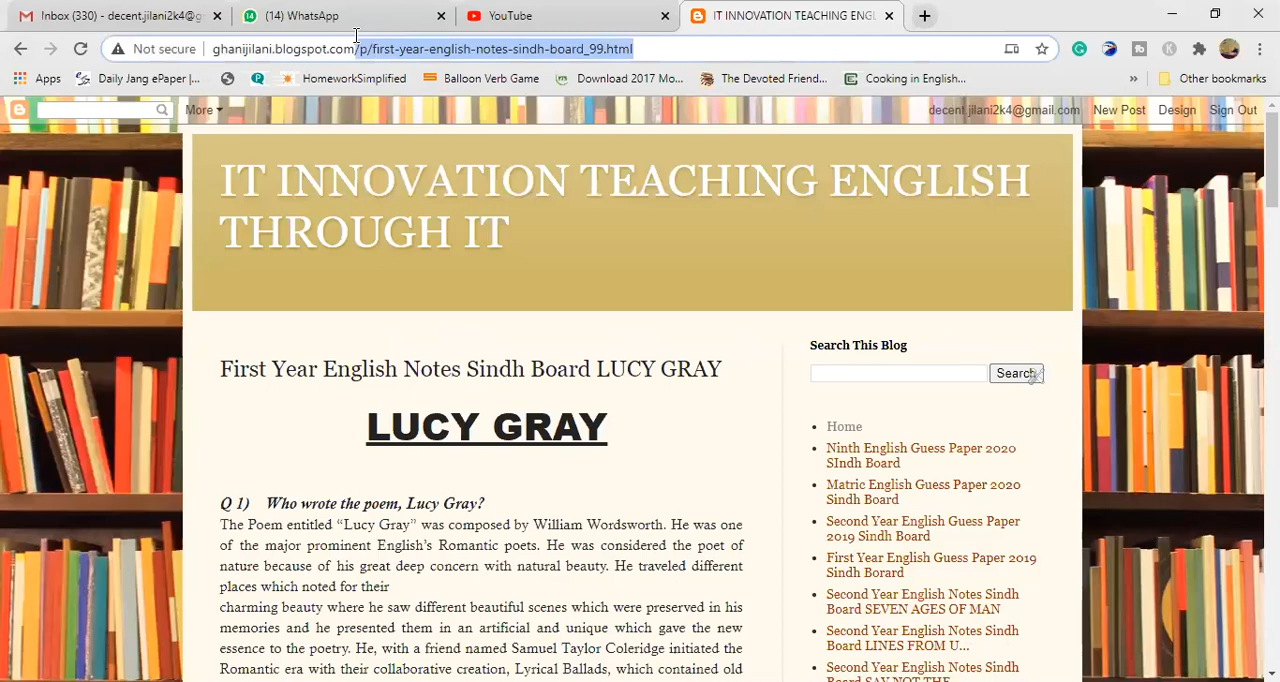 Inbox (330) - decent.jilani2k4@g
(14) WhatsApp
YouTube
IT INNOVATION TEACHING ENGL
Not secure
ghanijilani.blogspot.com/p/first-year-english-notes-sindh-board_99.html
Apps
Daily Jang ePaper |...
HomeworkSimplified
Balloon Verb Game
Download 2017 Mo...
The Devoted Friend...
Cooking in English...
»
Other bookmarks
More
decent.jilani2k4@gmail.com
New Post
Design
Sign Out
IT INNOVATION TEACHING ENGLISH
THROUGH IT
First Year English Notes Sindh Board LUCY GRAY
LUCY GRAY
Q 1) Who wrote the poem, Lucy Gray?
The Poem entitled “Lucy Gray” was composed by William Wordsworth. He was one
of the major prominent English’s Romantic poets. He was considered the poet of
nature because of his great deep concern with natural beauty. He traveled different
places which noted for their
charming beauty where he saw different beautiful scenes which were preserved in his
memories and he presented them in an artificial and unique which gave the new
essence to the poetry. He, with a friend named Samuel Taylor Coleridge initiated the
Romantic era with their collaborative creation, Lyrical Ballads, which contained old
Search This Blog
Search
Home
Ninth English Guess Paper 2020
SIndh Board
Matric English Guess Paper 2020
Sindh Board
Second Year English Guess Paper
2019 Sindh Board
First Year English Guess Paper 2019
Sindh Borard
Second Year English Notes Sindh
Board SEVEN AGES OF MAN
Second Year English Notes Sindh
Board LINES FROM U...
Second Year English Notes Sindh
Board SAY NOT THE